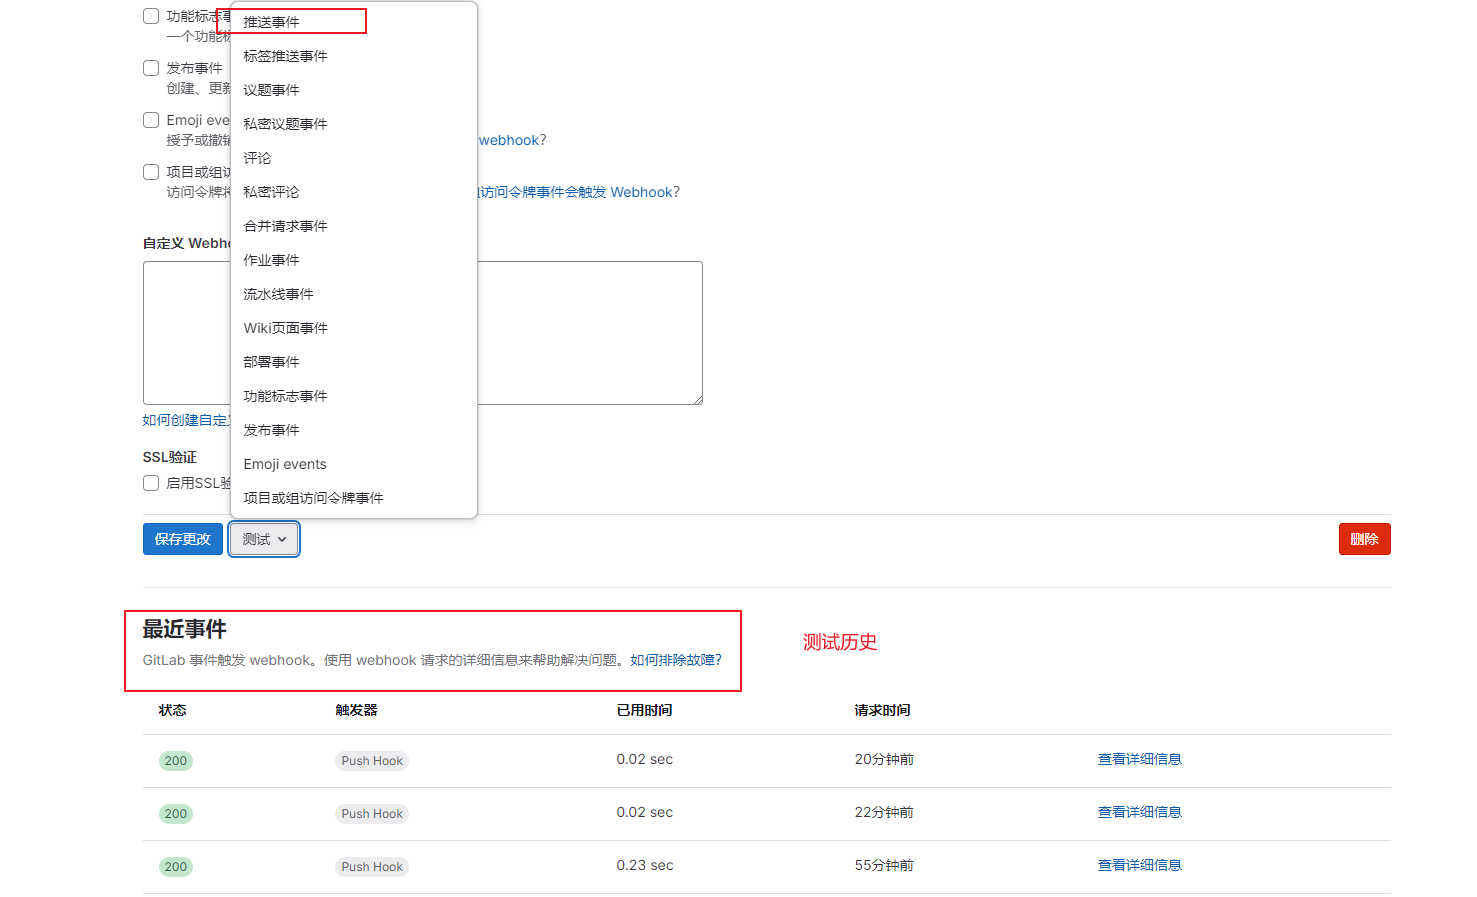 功能标志
推送事件
一个功能
标签推送事件
发布事件
议题事件
创建、更
Emoji eve
私密议题事件
授予或撤
webhook?
评论
项目或组
访问令牌
私密评论
访问令牌事件会触发 Webhook?
合并请求事件
自定义 Webh
作业事件
流水线事件
Wiki页面事件
部署事件
功能标志事件
如何创建自定
发布事件
SSL验证
Emoji events
启用SSL
项目或组访问令牌事件
保存更改
测试
删除
最近事件
测试历史
GitLab 事件触发 webhook。使用 webhook 请求的详细信息来帮助解决问题。如何排除故障?
状态 触发器 已用时间 请求时间
200 Push Hook 0.02 sec 20分钟前 查看详细信息
200 Push Hook 0.02 sec 22分钟前 查看详细信息
200 Push Hook 0.23 sec 55分钟前 查看详细信息